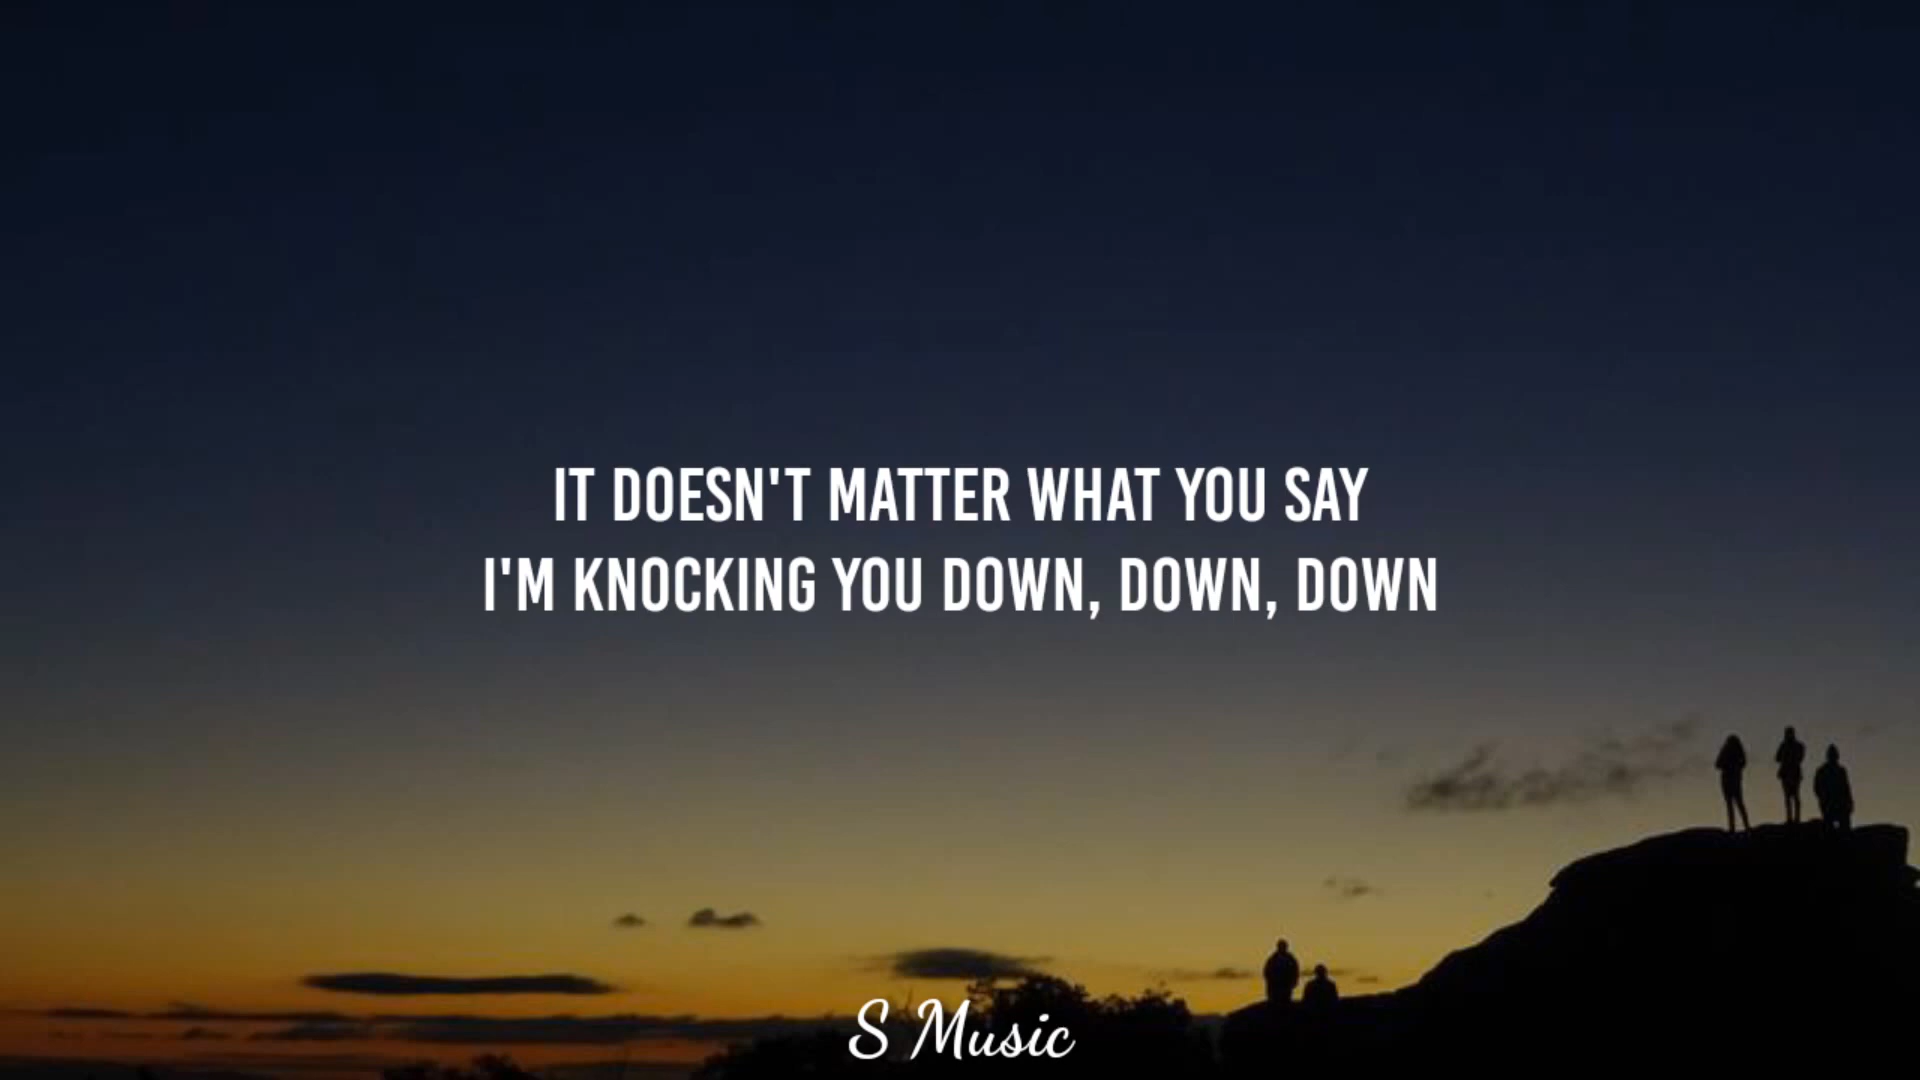 IT DOESN'T MATTER WHAT YOU SAY
I'M KNOCKING YOU DOWN, DOWN, DOWN
S Music